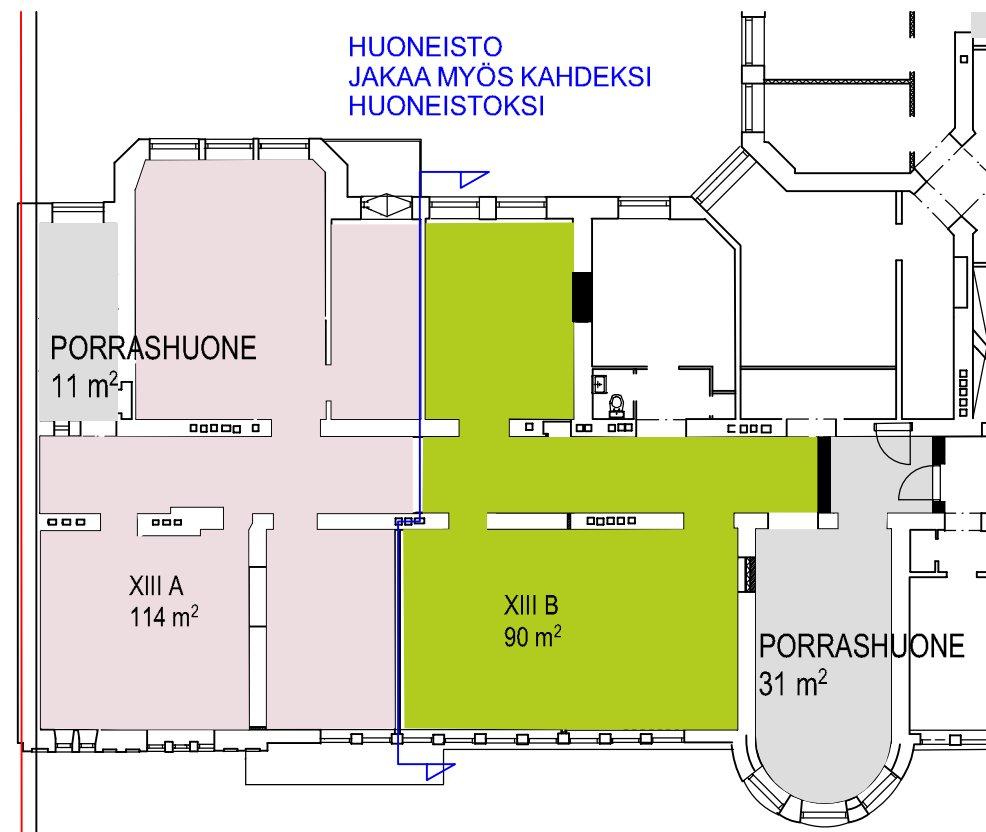 HUONEISTO
JAKAA MYÖS KAHDEKSI
HUONEISTOKSI
PORRASHUONE
11 m²
XIII A
114 m²
XIII B
90 m²
PORRASHUONE
31 m²